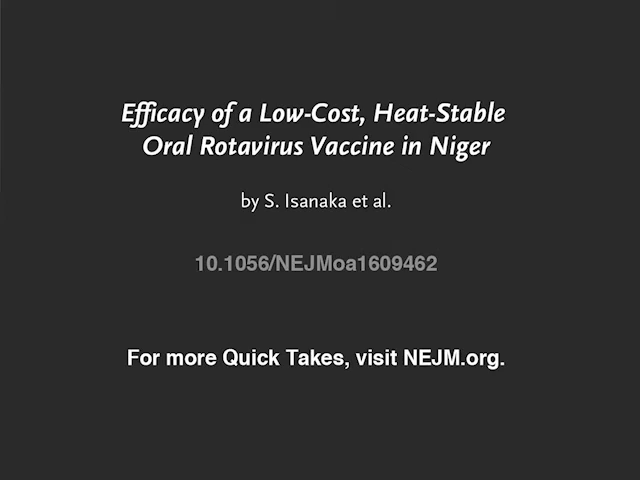 Efficacy of a Low-Cost, Heat-Stable
Oral Rotavirus Vaccine in Niger
by S. Isanaka et al.
10.1056/NEJMoa1609462
For more Quick Takes, visit NEJM.org.